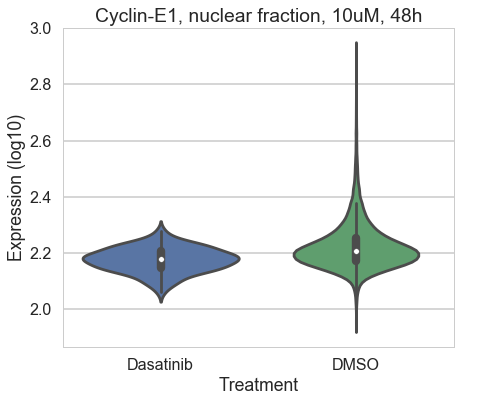 Cyclin-E1, nuclear fraction, 10uM, 48h
Expression (log10)
3.0
2.8
2.6
2.4
2.2
2.0
Dasatinib DMSO
Treatment